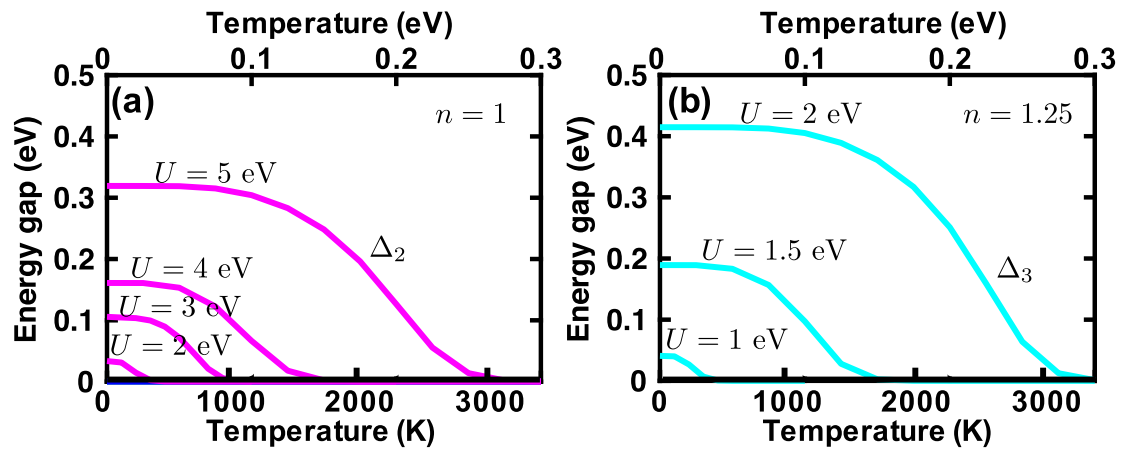 Temperature (eV)
0 0.1 0.2 0.3
0.5
0.4
0.3
0.2
0.1
0
Energy gap (eV)
(a)
n = 1
U = 5 eV
Δ2
U = 4 eV
U = 3 eV
U = 2 eV
0 1000 2000 3000
Temperature (K)
Temperature (eV)
0 0.1 0.2 0.3
0.5
0.4
0.3
0.2
0.1
0
Energy gap (eV)
(b)
U = 2 eV
n = 1.25
U = 1.5 eV
Δ3
U = 1 eV
0 1000 2000 3000
Temperature (K)